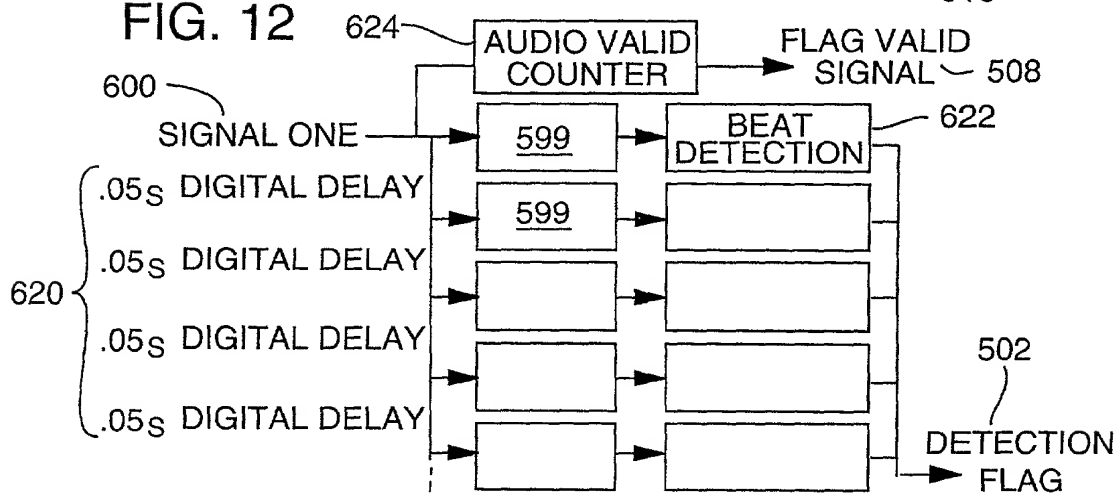 FIG. 12
624
AUDIO VALID
COUNTER
FLAG VALID
SIGNAL
508
600
SIGNAL ONE
599
BEAT
DETECTION
622
.05s DIGITAL DELAY
599
.05s DIGITAL DELAY
620
.05s DIGITAL DELAY
502
.05s DIGITAL DELAY
DETECTION
FLAG